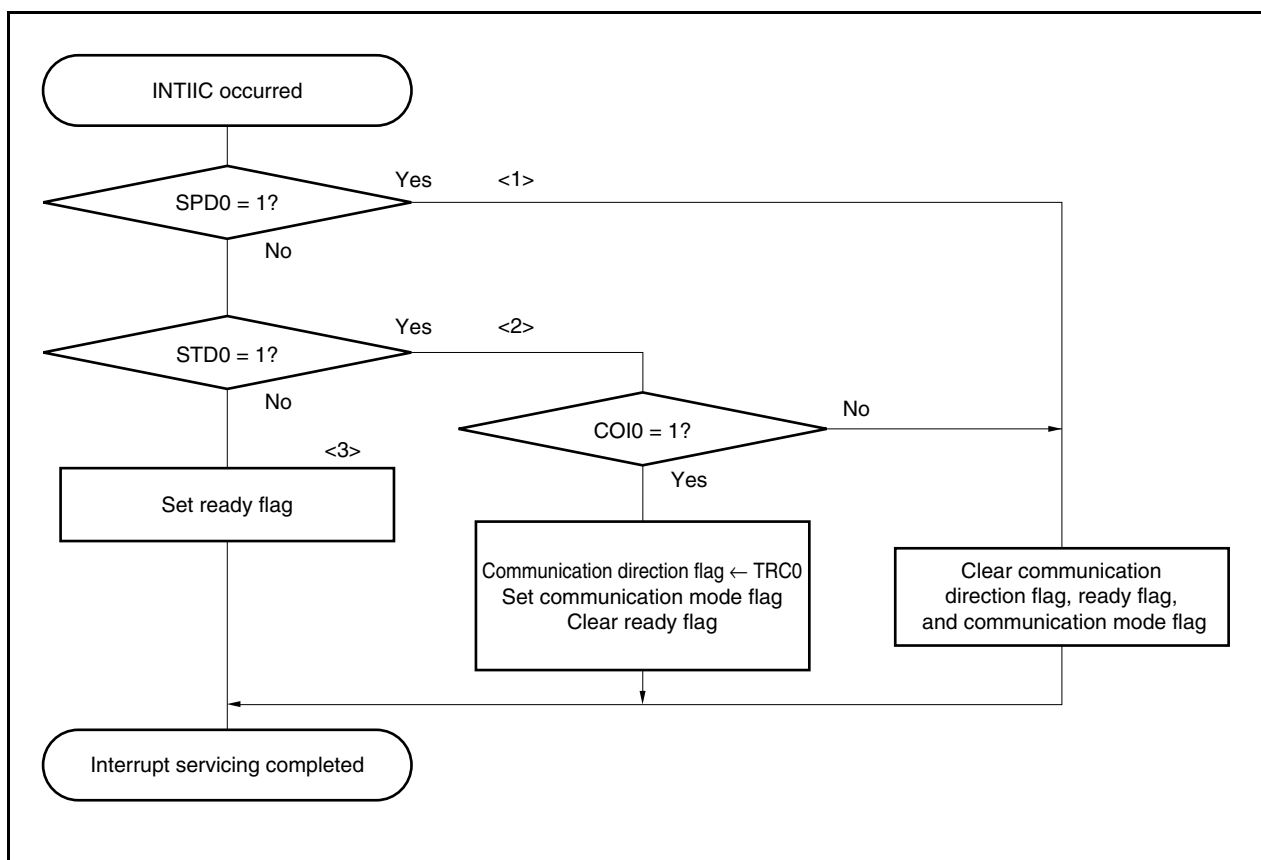 INTIIC occurred
Yes
<1>
SPD0 = 1?
No
Yes
<2>
STD0 = 1?
No
No
COI0 = 1?
<3>
Yes
Set ready flag
Communication direction flag ← TRC0
Set communication mode flag
Clear ready flag
Clear communication
direction flag, ready flag,
and communication mode flag
Interrupt servicing completed